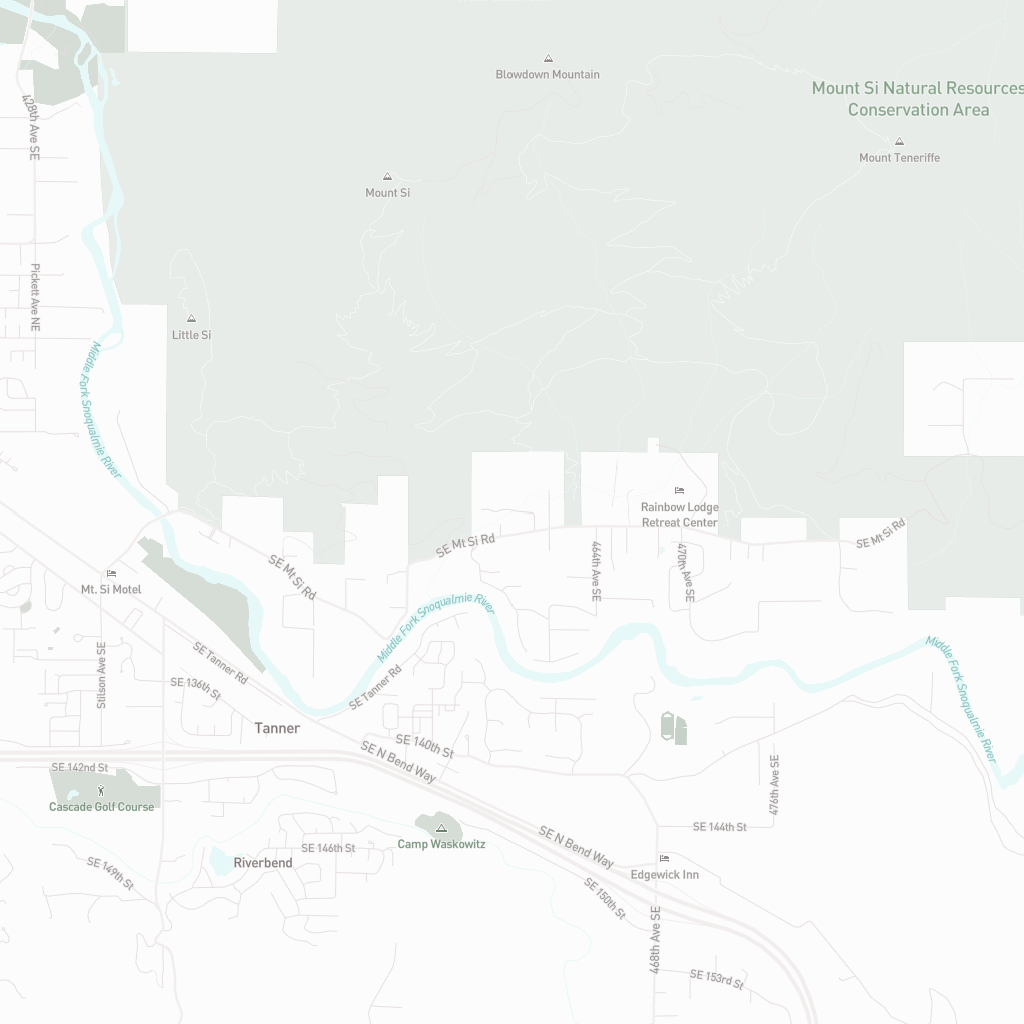 Blowdown Mountain
Mount Si Natural Resources
Conservation Area
428th Ave SE
Mount Teneriffe
Mount Si
Pickett Ave NE
Little Si
Middle Fork Snoqualmie River
Rainbow Lodge
Retreat Center
SE Mt Si Rd
SE Mt Si Rd
464th Ave SE
470th Ave SE
Mt. Si Motel
SE Mt Si Rd
Middle Fork Snoqualmie River
Middle Fork Snoqualmie River
Stilson Ave SE
SE Tanner Rd
SE 136th St
SE Tanner Rd
Tanner
SE 140th St
SE N Bend Way
SE 142nd St
476th Ave SE
Cascade Golf Course
SE 144th St
Camp Waskowitz
SE N Bend Way
SE 146th St
Riverbend
SE 149th St
Edgewick Inn
SE 150th St
468th Ave SE
SE 153rd St